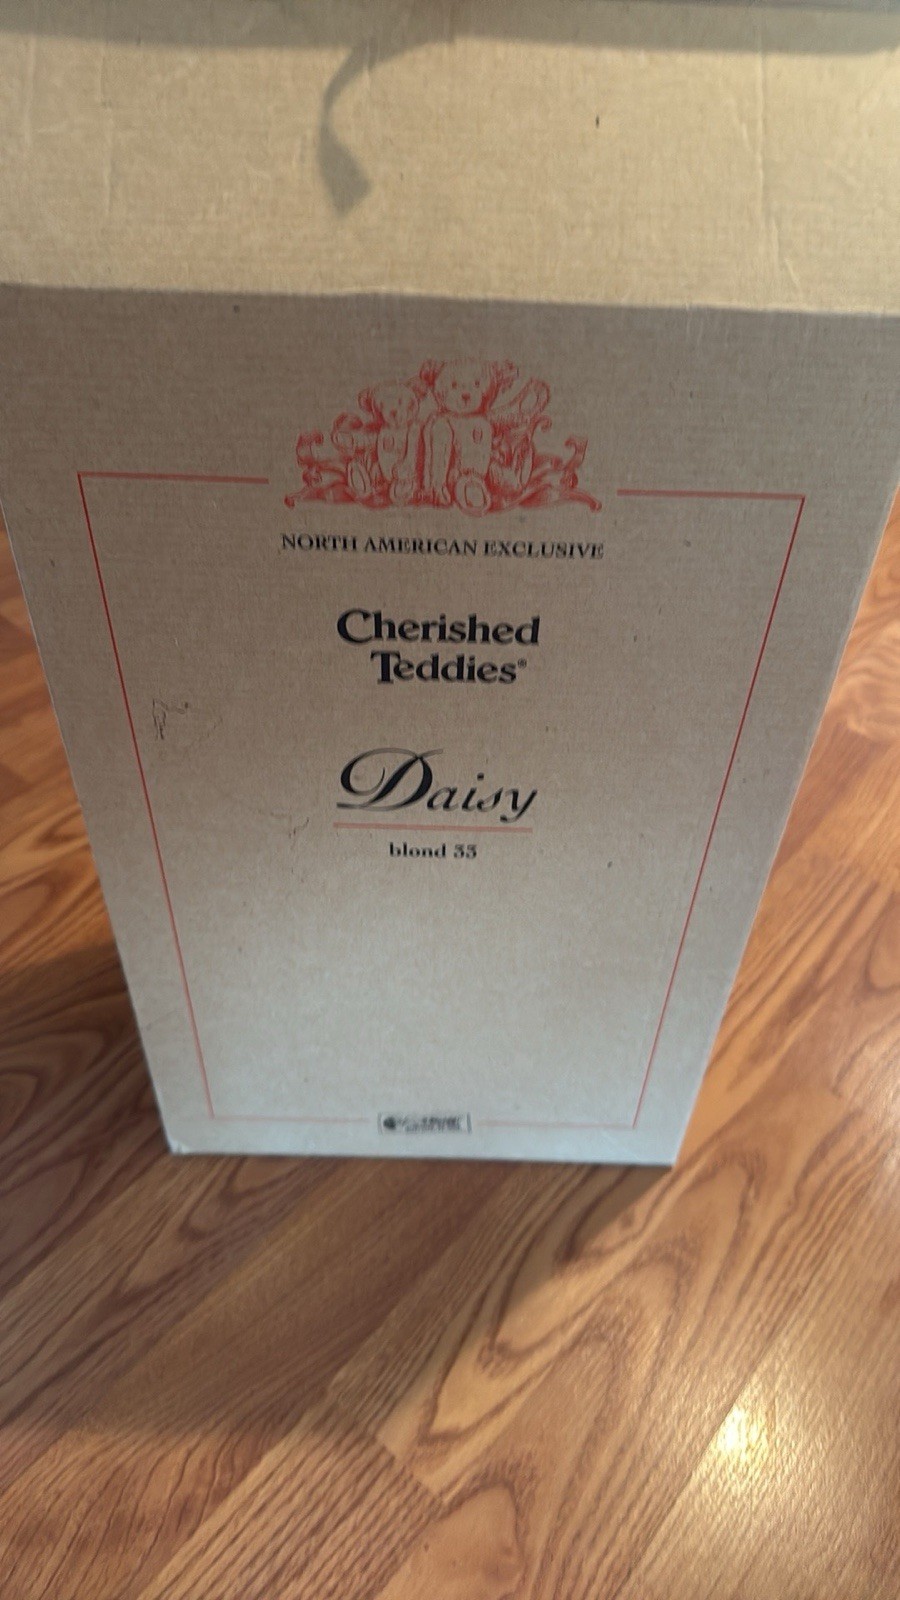 NORTH AMERICAN EXCLUSIVE
Cherished
Teddies®
Daisy
blond 33